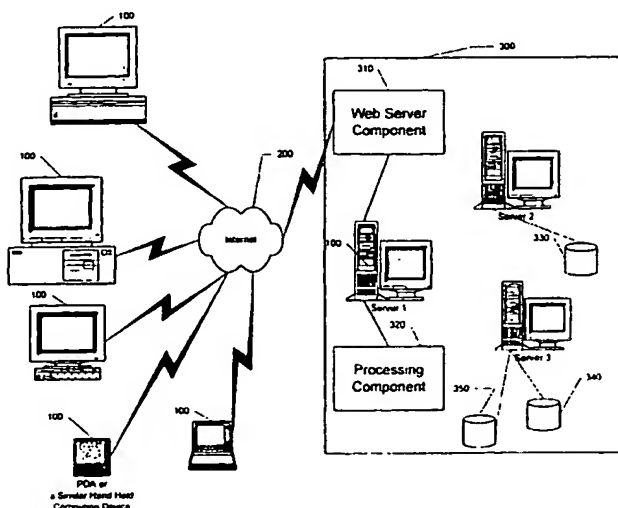 100
300
310
Web Server
Component
100
200
Internet
Server 2
330
100
100
Server 1
320
Server 3
Processing
Component
350
340
100
100
PDA or
a Similar Hand Held
Computing Device